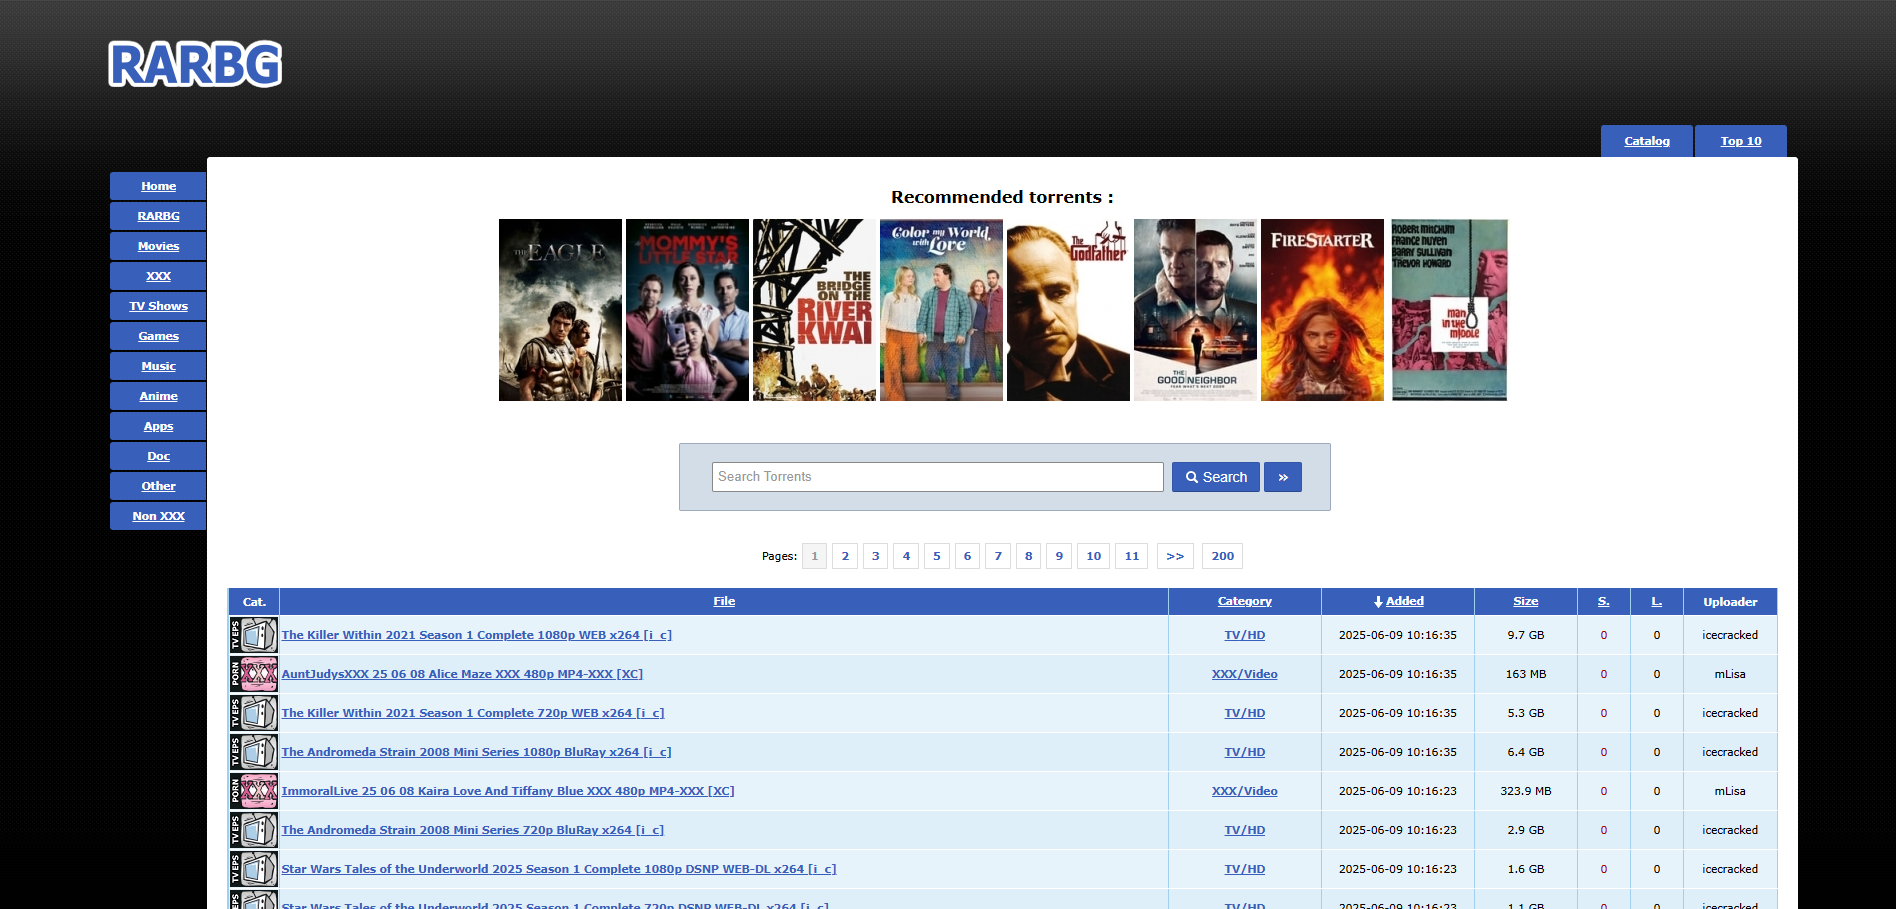 RARBG
Catalog
Top 10
Home
RARBG
Movies
XXX
TV Shows
Games
Music
Anime
Apps
Doc
Other
Non XXX
Recommended torrents :
THE EAGLE
MOMMY'S LITTLE STAR
THE BRIDGE ON THE RIVER KWAI
Color my World, with Love
The Godfather
THE GOOD NEIGHBOR
FEAR WHAT'S NEXT DOOR
FIRESTARTER
ROBERT MITCHUM
FRANCE NUYEN
BARRY SULLIVAN
TREVOR HOWARD
man in the middle
Search Torrents
Search
»
Pages: 1 2 3 4 5 6 7 8 9 10 11 >> 200
Cat. File Category Added Size S. L. Uploader
TV EPS The Killer Within 2021 Season 1 Complete 1080p WEB x264 [i_c] TV/HD 2025-06-09 10:16:35 9.7 GB 0 0 icecracked
PORN XXX AuntJudysXXX 25 06 08 Alice Maze XXX 480p MP4-XXX [XC] XXX/Video 2025-06-09 10:16:35 163 MB 0 0 mLisa
TV EPS The Killer Within 2021 Season 1 Complete 720p WEB x264 [i_c] TV/HD 2025-06-09 10:16:35 5.3 GB 0 0 icecracked
TV EPS The Andromeda Strain 2008 Mini Series 1080p BluRay x264 [i_c] TV/HD 2025-06-09 10:16:35 6.4 GB 0 0 icecracked
PORN XXX ImmoralLive 25 06 08 Kaira Love And Tiffany Blue XXX 480p MP4-XXX [XC] XXX/Video 2025-06-09 10:16:23 323.9 MB 0 0 mLisa
TV EPS The Andromeda Strain 2008 Mini Series 720p BluRay x264 [i_c] TV/HD 2025-06-09 10:16:23 2.9 GB 0 0 icecracked
TV EPS Star Wars Tales of the Underworld 2025 Season 1 Complete 1080p DSNP WEB-DL x264 [i_c] TV/HD 2025-06-09 10:16:23 1.6 GB 0 0 icecracked
Star Wars Tales of the Underworld 2025 Season 1 Complete 720p DSNP WEB-DL x264 [i_c] TV/HD 2025-06-09 10:16:23 1.1 GB 0 0 icecracked